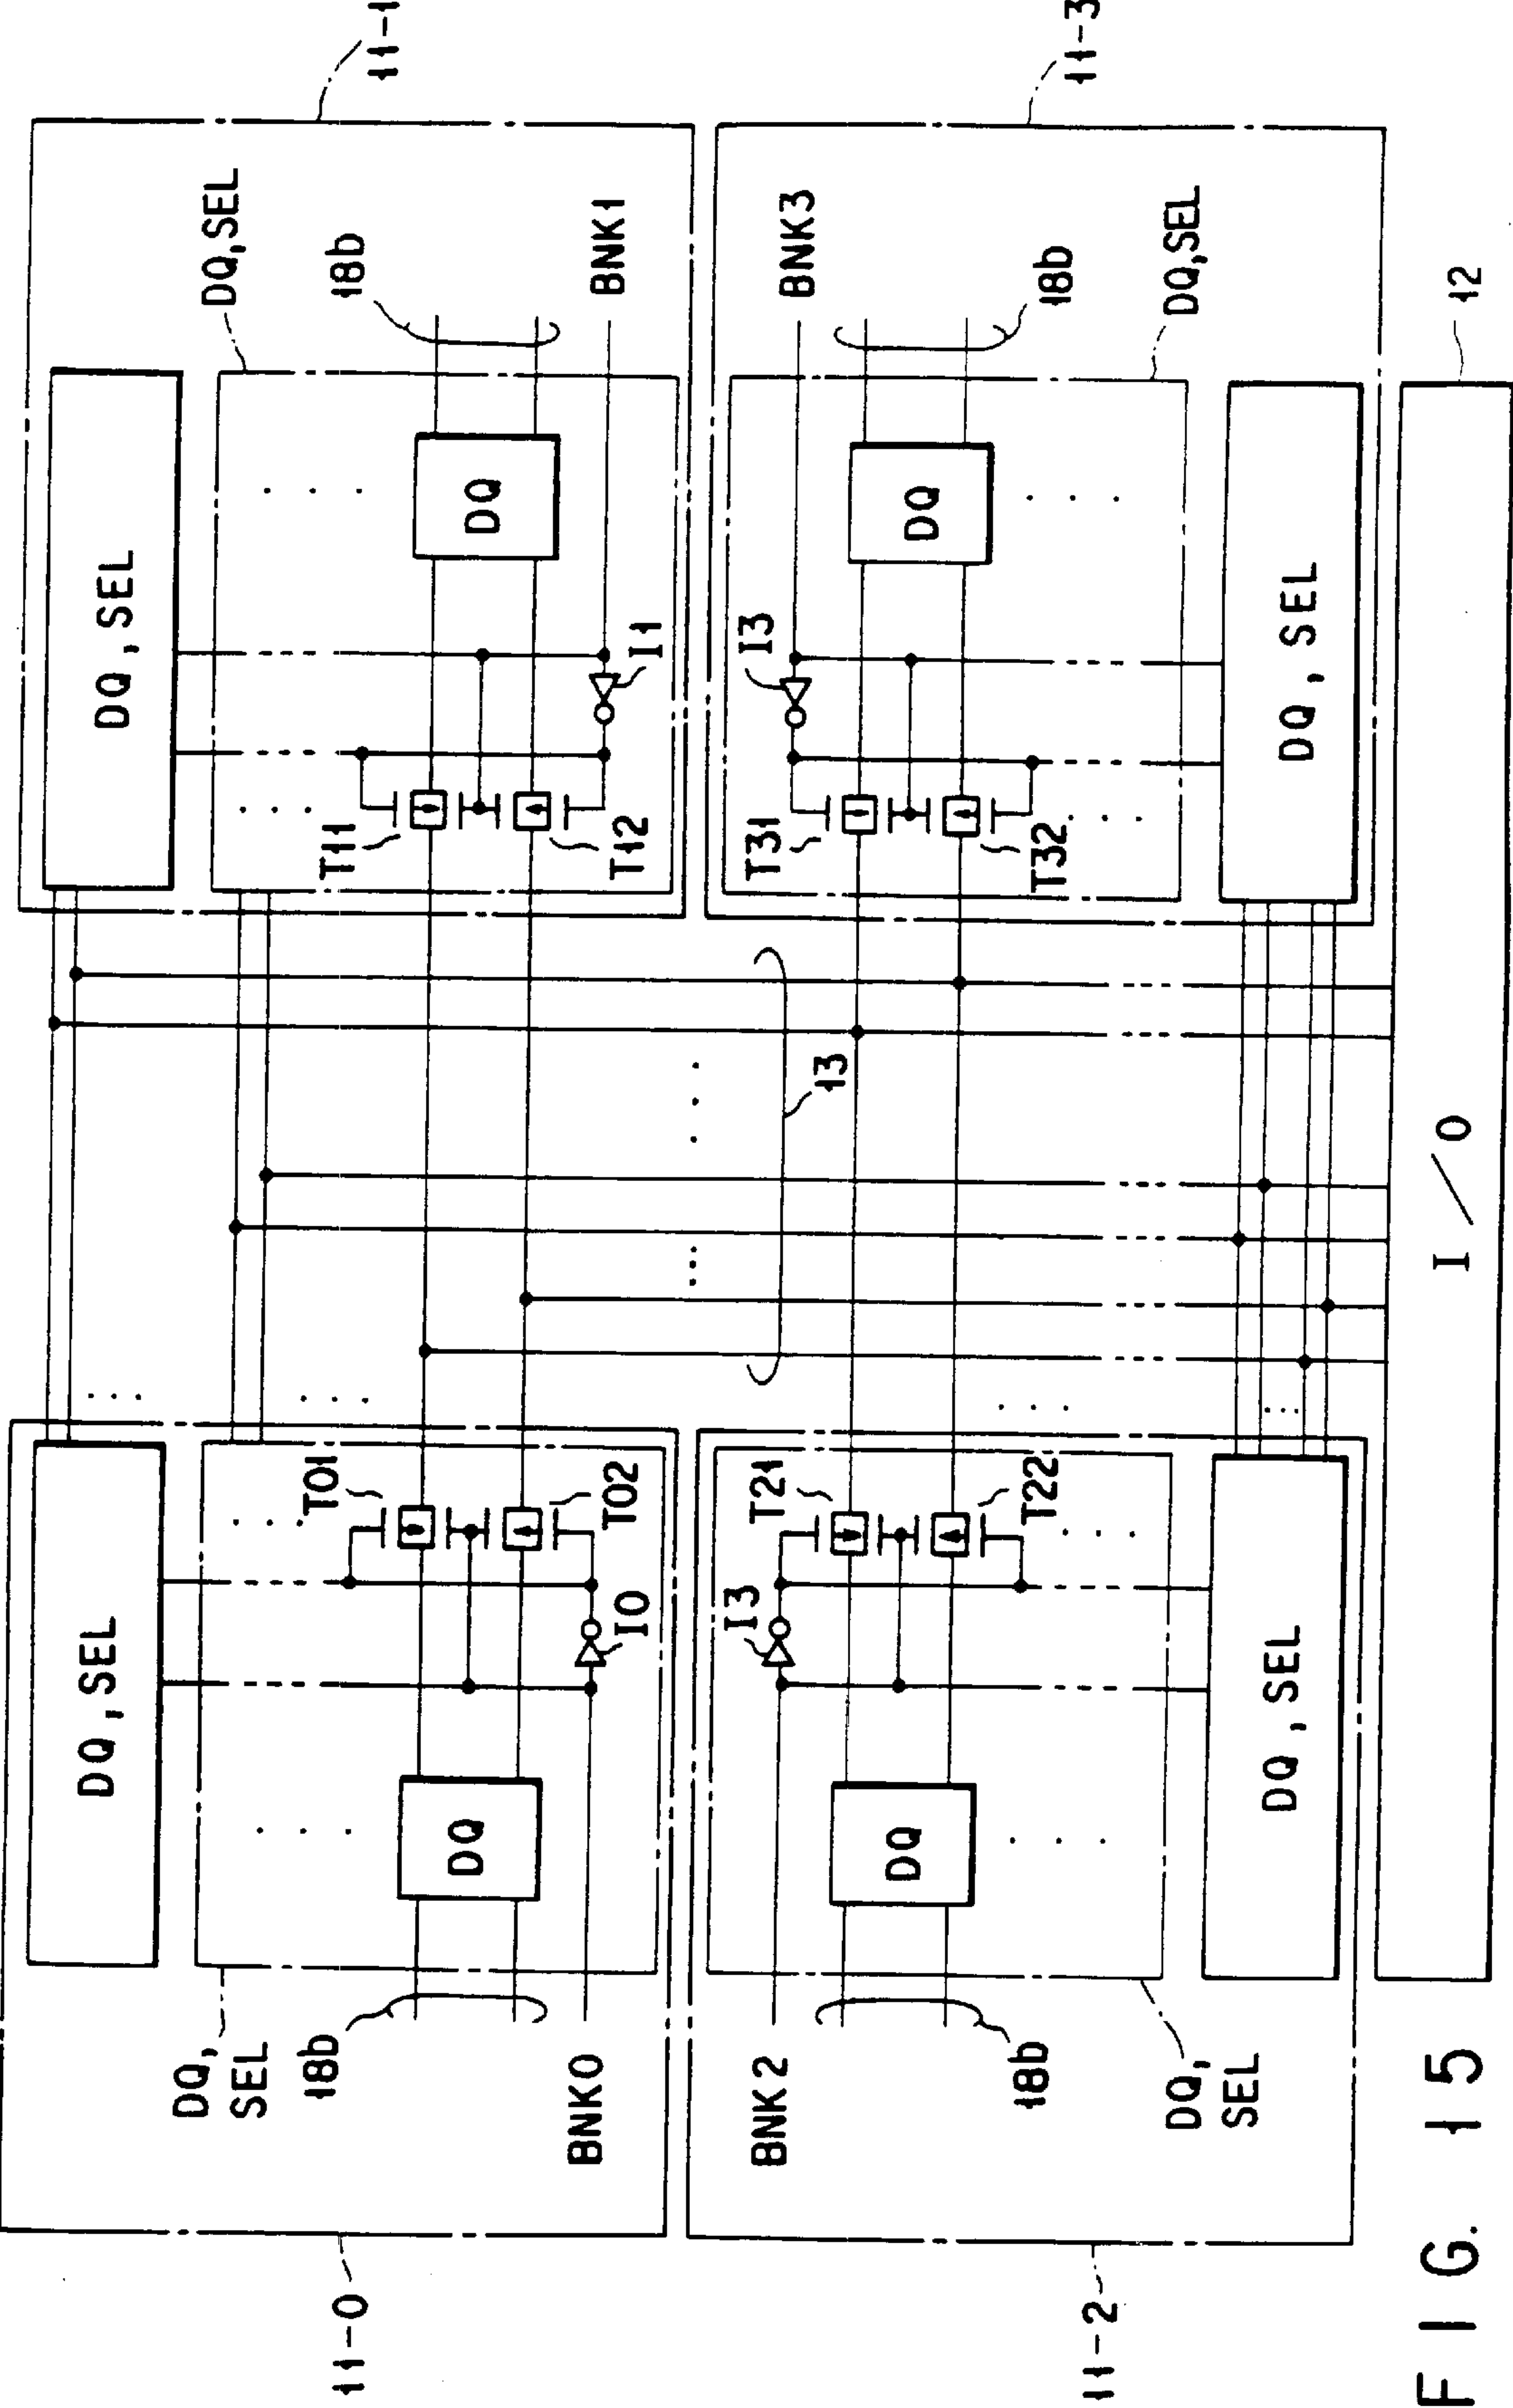 11-0
11-1
DQ, SEL
DQ, SEL
DQ,
SEL
DQ,SEL
T01
T11
18b
DQ
DQ
18b
T02
T12
I0
I1
BNK0
BNK1
BNK2
BNK3
I3
I3
T21
13
T31
DQ
DQ
18b
18b
T22
T32
DQ,
SEL
DQ,SEL
DQ, SEL
DQ, SEL
11-2
11-3
I/O
12
FIG. 15